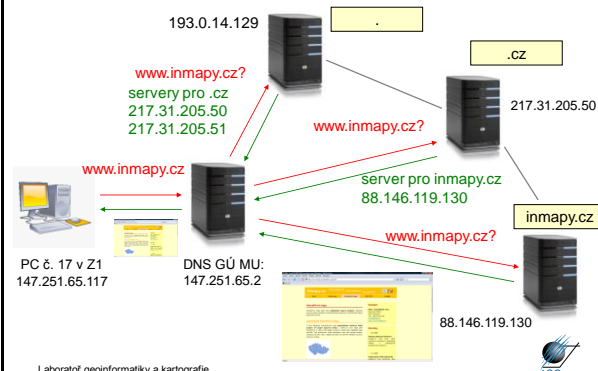 193.0.14.129
.
.cz
www.inmapy.cz?
servery pro .cz
217.31.205.50
217.31.205.51
217.31.205.50
www.inmapy.cz?
www.inmapy.cz
server pro inmapy.cz
88.146.119.130
inmapy.cz
www.inmapy.cz?
PC č. 17 v Z1
147.251.65.117
DNS GÚ MU:
147.251.65.2
88.146.119.130
Laboratoř geoinformatiky a kartografie